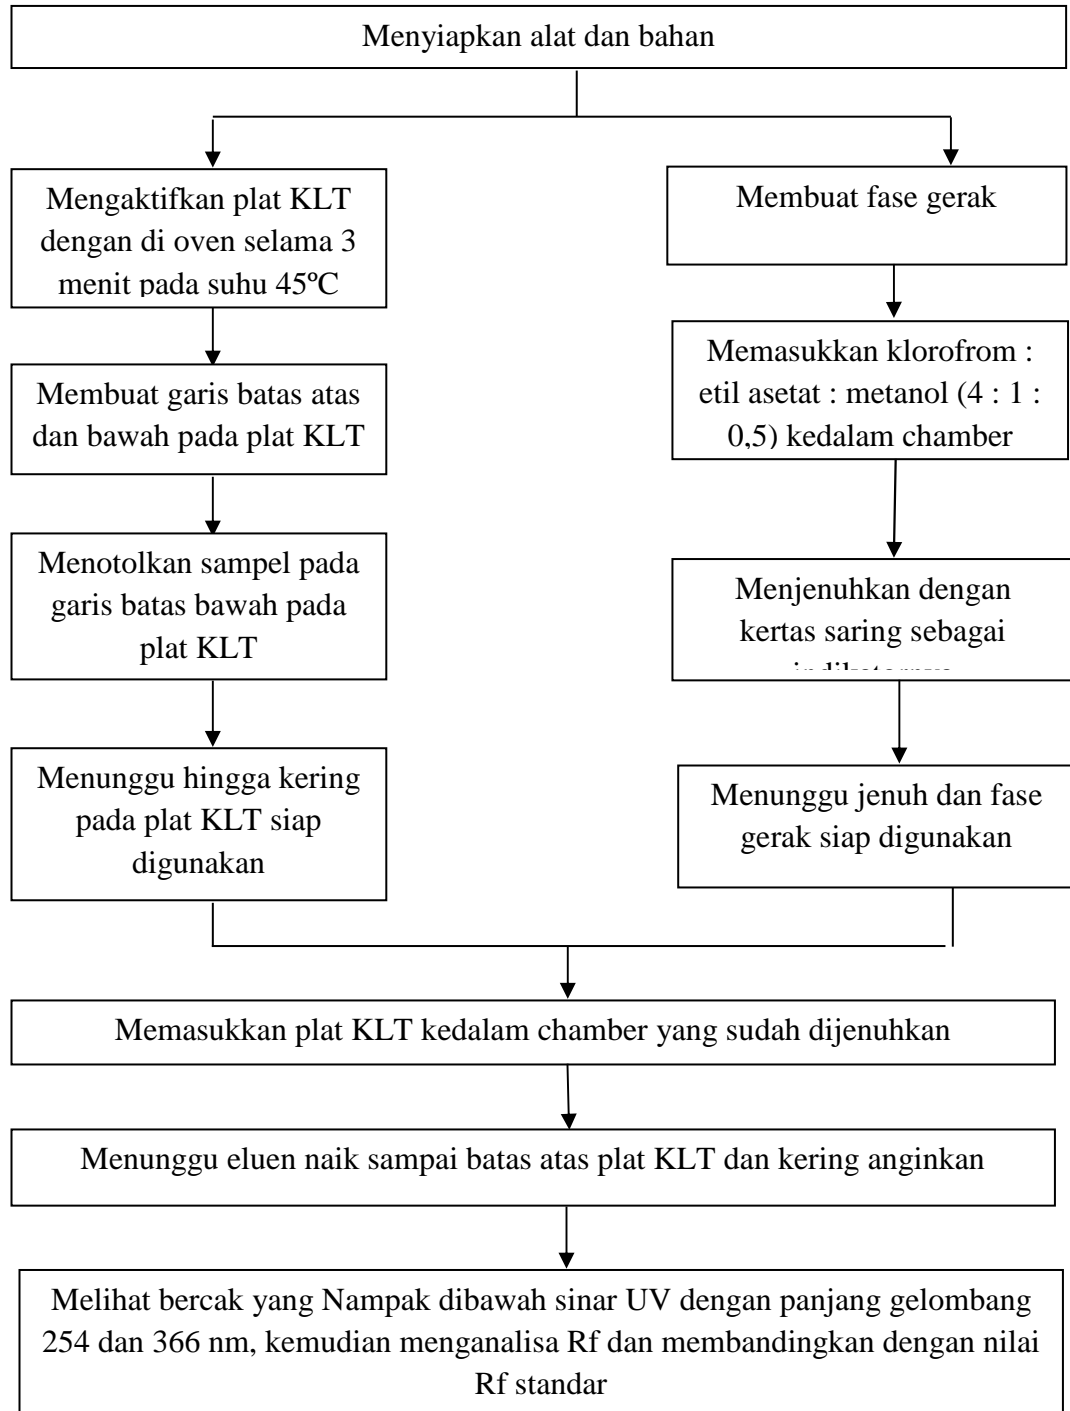 Menyiapkan alat dan bahan
Mengaktifkan plat KLT
dengan di oven selama 3
menit pada suhu 45ºC
Membuat garis batas atas
dan bawah pada plat KLT
Menotolkan sampel pada
garis batas bawah pada
plat KLT
Menunggu hingga kering
pada plat KLT siap
digunakan
Membuat fase gerak
Memasukkan klorofrom :
etil asetat : metanol (4 : 1 :
0,5) kedalam chamber
Menjenuhkan dengan
kertas saring sebagai
Menunggu jenuh dan fase
gerak siap digunakan
Memasukkan plat KLT kedalam chamber yang sudah dijenuhkan
Menunggu eluen naik sampai batas atas plat KLT dan kering anginkan
Melihat bercak yang Nampak dibawah sinar UV dengan panjang gelombang
254 dan 366 nm, kemudian menganalisa Rf dan membandingkan dengan nilai
Rf standar